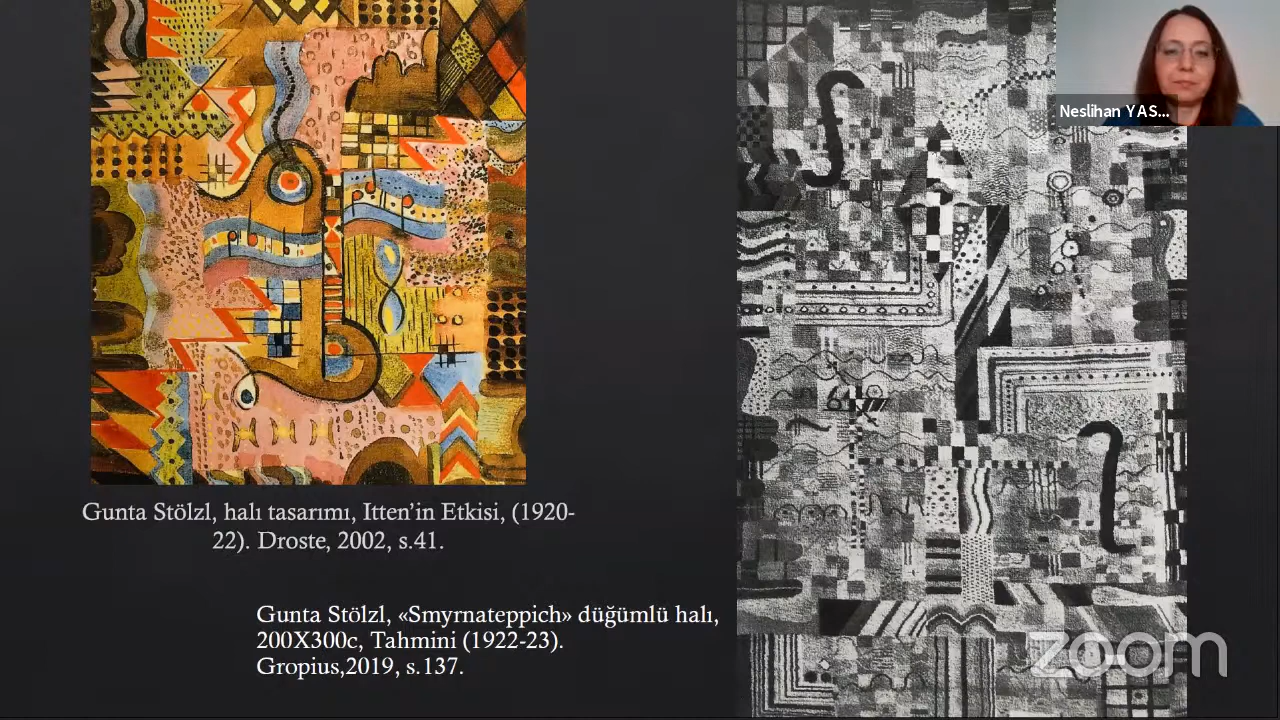 Neslihan YAS...
Gunta Stölzl, halı tasarımı, Itten’in Etkisi, (1920-
22). Droste, 2002, s.41.
Gunta Stölzl, «Smyrnateppich» düğümlü halı,
200X300c, Tahmini (1922-23).
Gropius,2019, s.137.
zoom